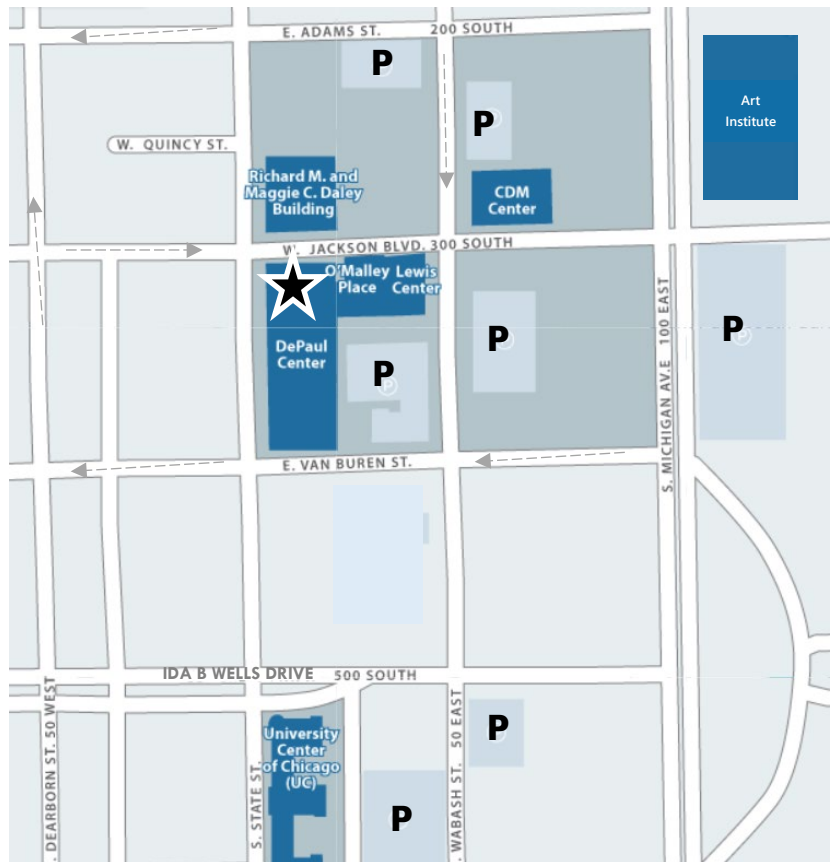 E. ADAMS ST. 200 SOUTH
P
P
Art
Institute
W. QUINCY ST.
Richard M. and
Maggie C. Daley
Building
CDM
Center
W. JACKSON BLVD. 300 SOUTH
O'Malley
Place
Lewis
Center
DePaul
Center
P
P
P
S. MICHIGAN AV.E 100 EAST
E. VAN BUREN ST.
IDA B WELLS DRIVE 500 SOUTH
. DEARBORN ST. 50 WEST
S. STATE ST.
University
Center
of Chicago
(UC)
. WABASH ST. 50 EAST
P
P